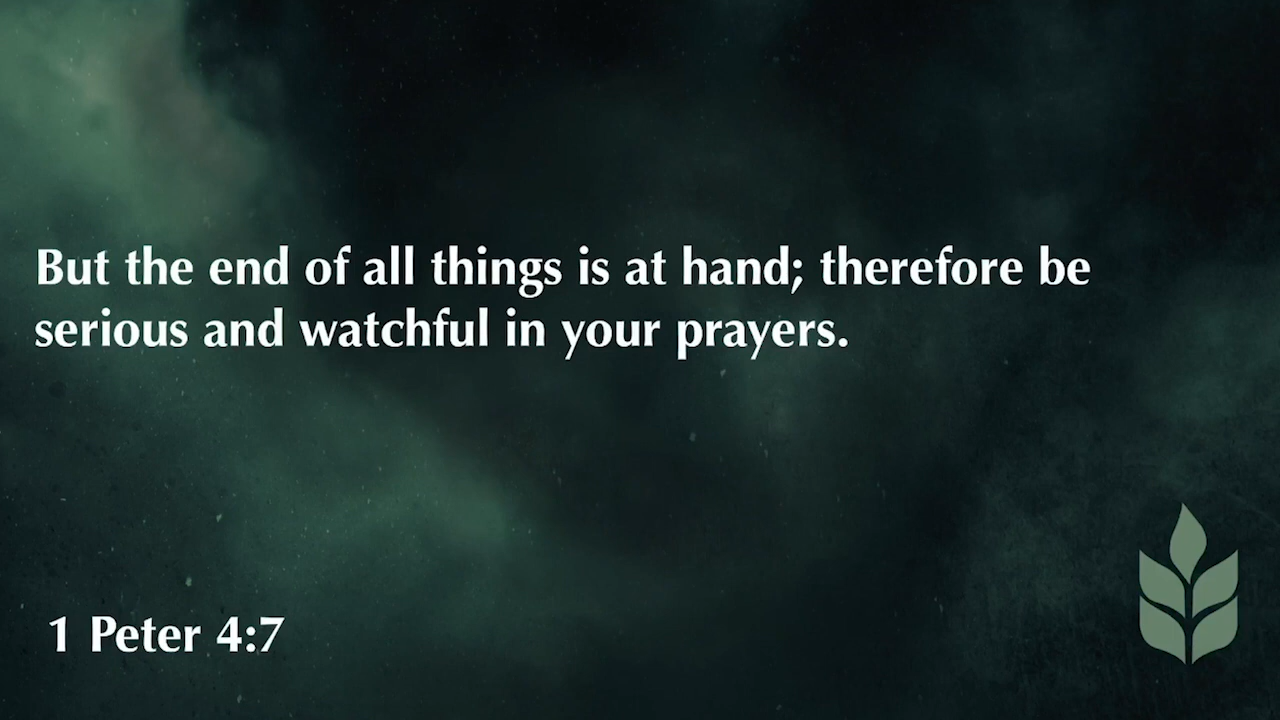 But the end of all things is at hand; therefore be
serious and watchful in your prayers.
1 Peter 4:7